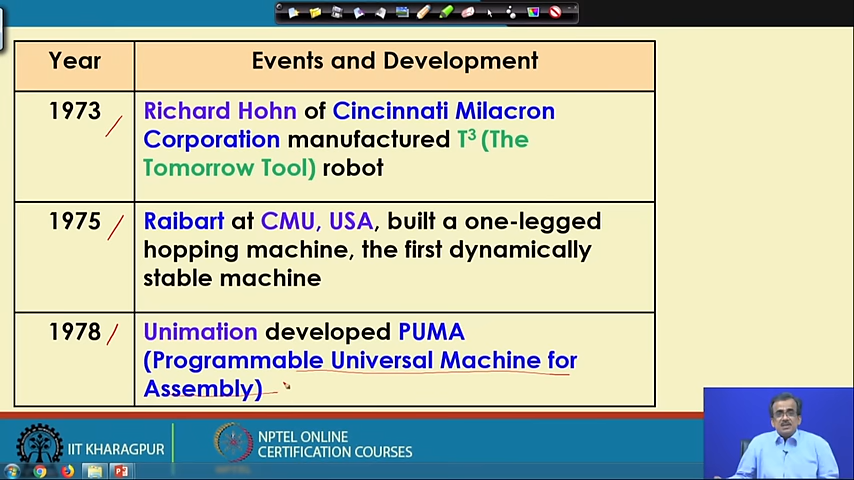 Year Events and Development
1973 Richard Hohn of Cincinnati Milacron
Corporation manufactured T³ (The
Tomorrow Tool) robot
1975 Raibart at CMU, USA, built a one-legged
hopping machine, the first dynamically
stable machine
1978 Unimation developed PUMA
(Programmable Universal Machine for
Assembly)
IIT KHARAGPUR
NPTEL ONLINE
CERTIFICATION COURSES